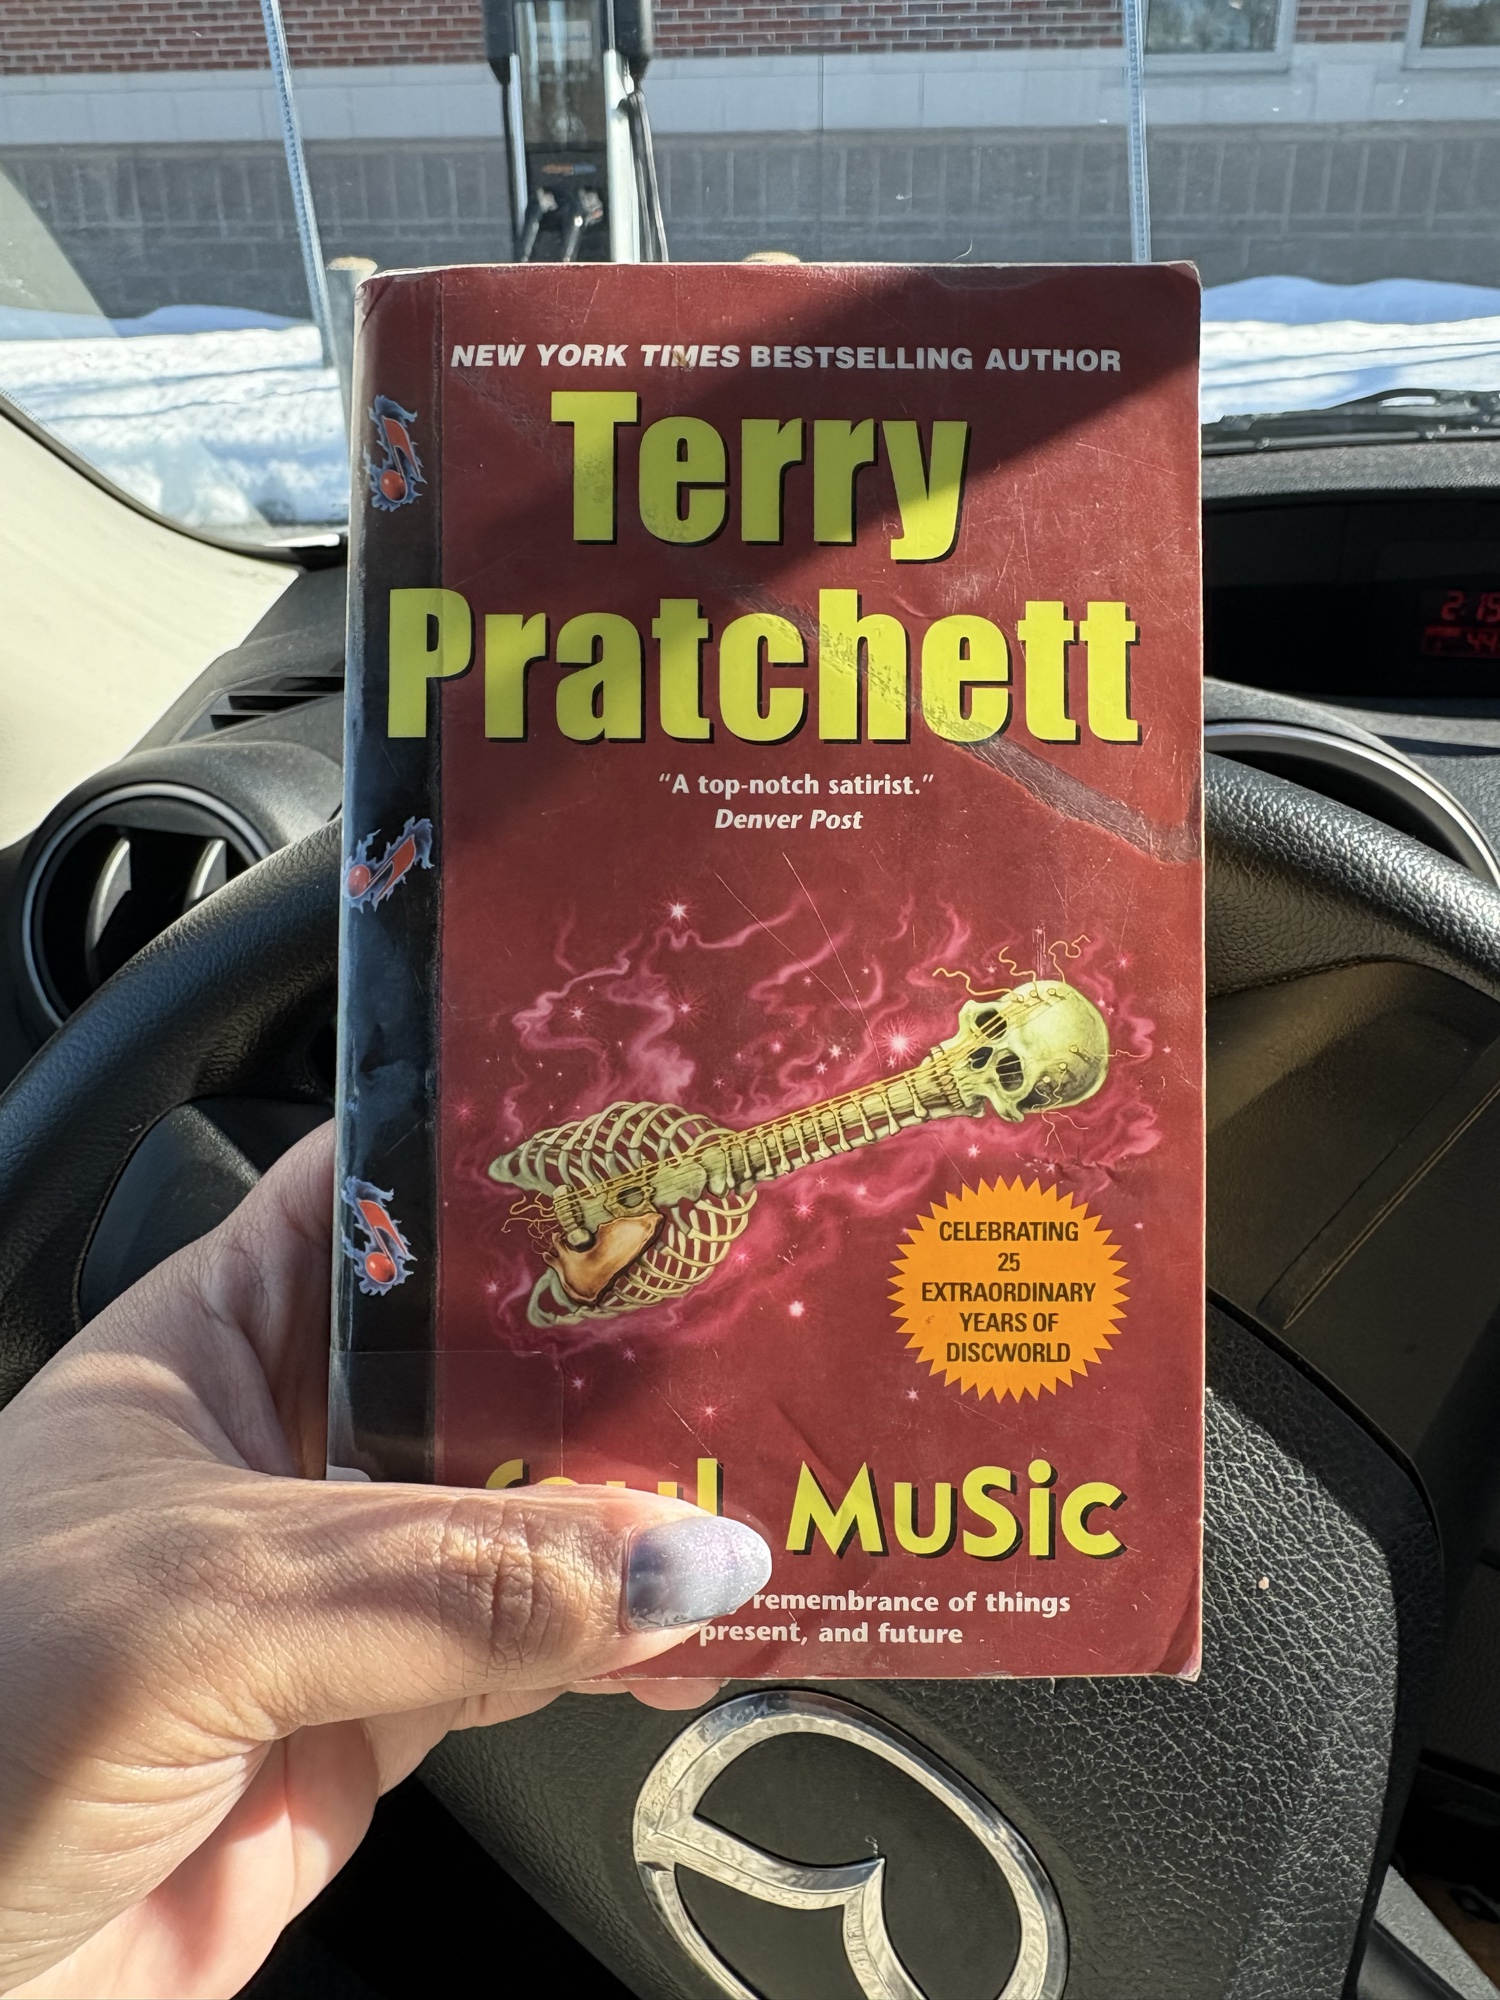 NEW YORK TIMES BESTSELLING AUTHOR
Terry
Pratchett
“A top-notch satirist.”
Denver Post
CELEBRATING
25
EXTRAORDINARY
YEARS OF
DISCWORLD
Soul MuSic
remembrance of things
present, and future